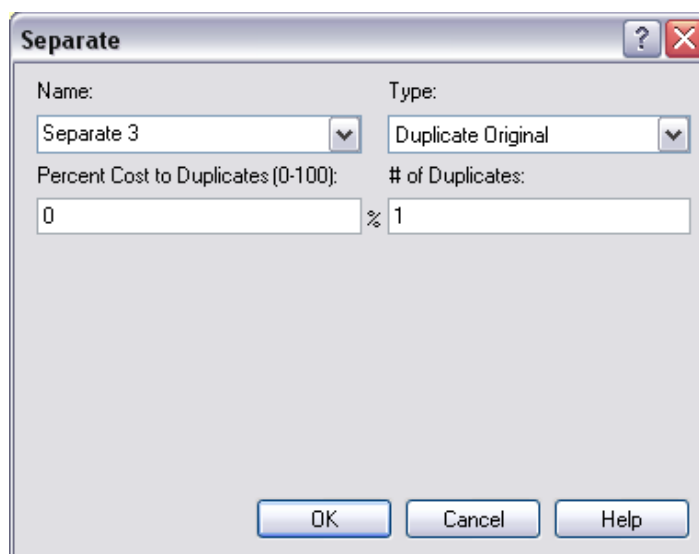 Separate
Name: Type:
Separate 3 Duplicate Original
Percent Cost to Duplicates (0-100): # of Duplicates:
0 % 1
OK Cancel Help